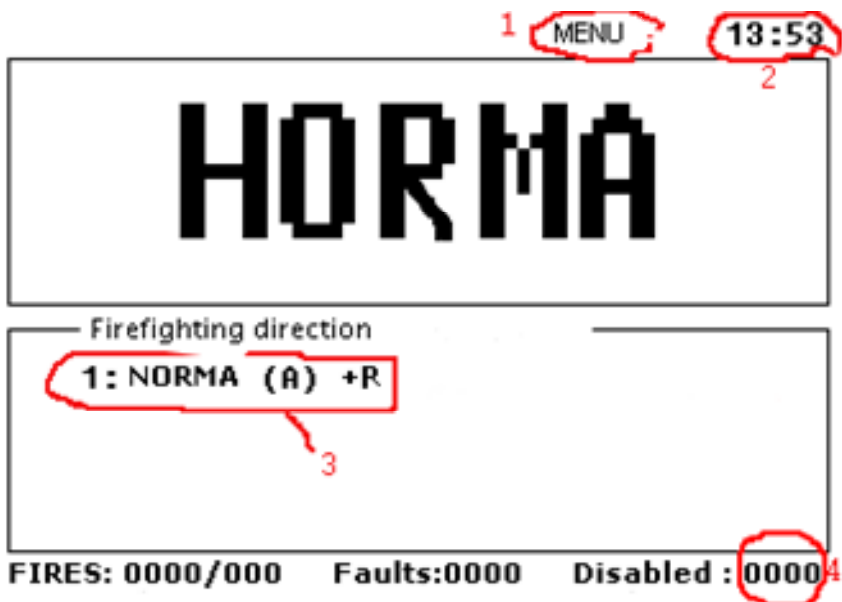 1 MENU 13:53
2
HORMA
Firefighting direction
1: NORMA (A) +R
3
FIRES: 0000/000 Faults:0000 Disabled : 0000 4